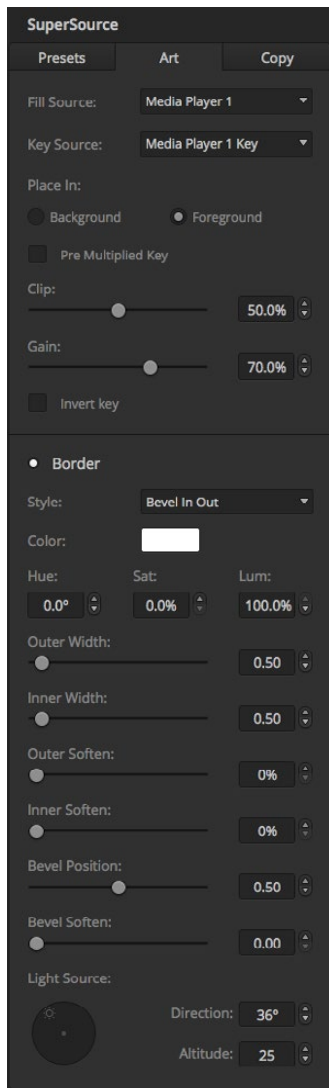 SuperSource
Presets Art Copy
Fill Source: Media Player 1
Key Source: Media Player 1 Key
Place In:
Background Foreground
Pre Multiplied Key
Clip:
50.0%
Gain:
70.0%
Invert key
Border
Style: Bevel In Out
Color:
Hue: Sat: Lum:
0.0° 0.0% 100.0%
Outer Width:
0.50
Inner Width:
0.50
Outer Soften:
0%
Inner Soften:
0%
Bevel Position:
0.50
Bevel Soften:
0.00
Light Source:
Direction: 36°
Altitude: 25